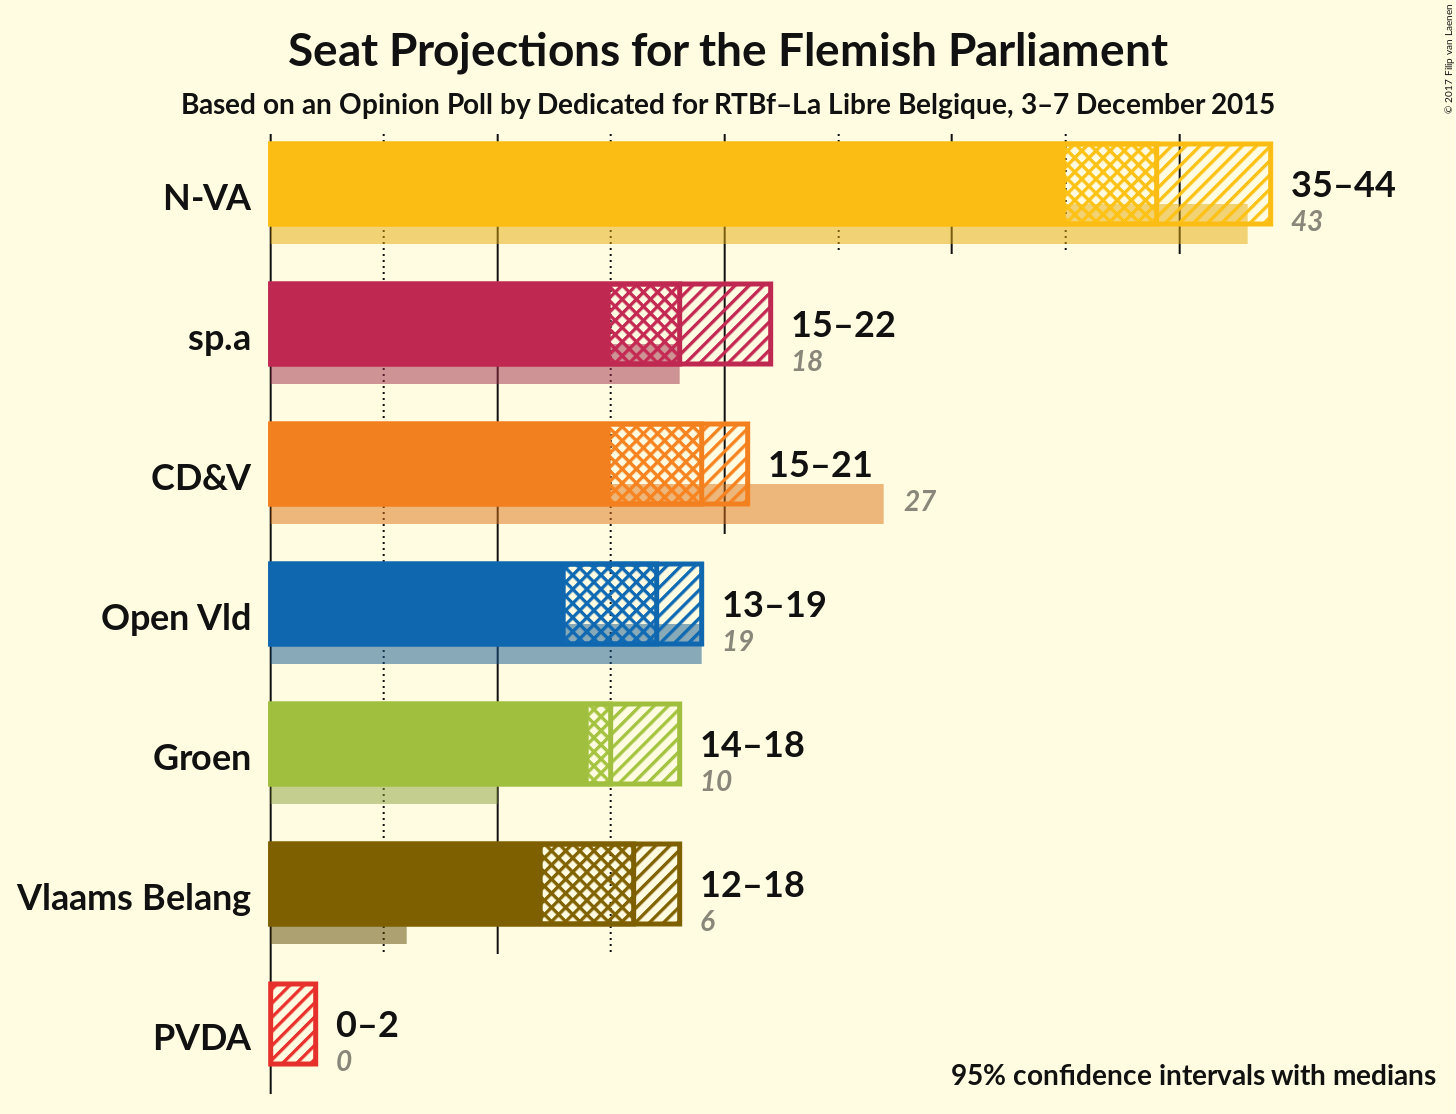 © 2017 Filip van Laenen
Seat Projections for the Flemish Parliament
Based on an Opinion Poll by Dedicated for RTBf–La Libre Belgique, 3–7 December 2015
N-VA
35–44
43
sp.a
15–22
18
CD&V
15–21
27
Open Vld
13–19
19
Groen
14–18
10
Vlaams Belang
12–18
6
PVDA
0–2
0
95% confidence intervals with medians